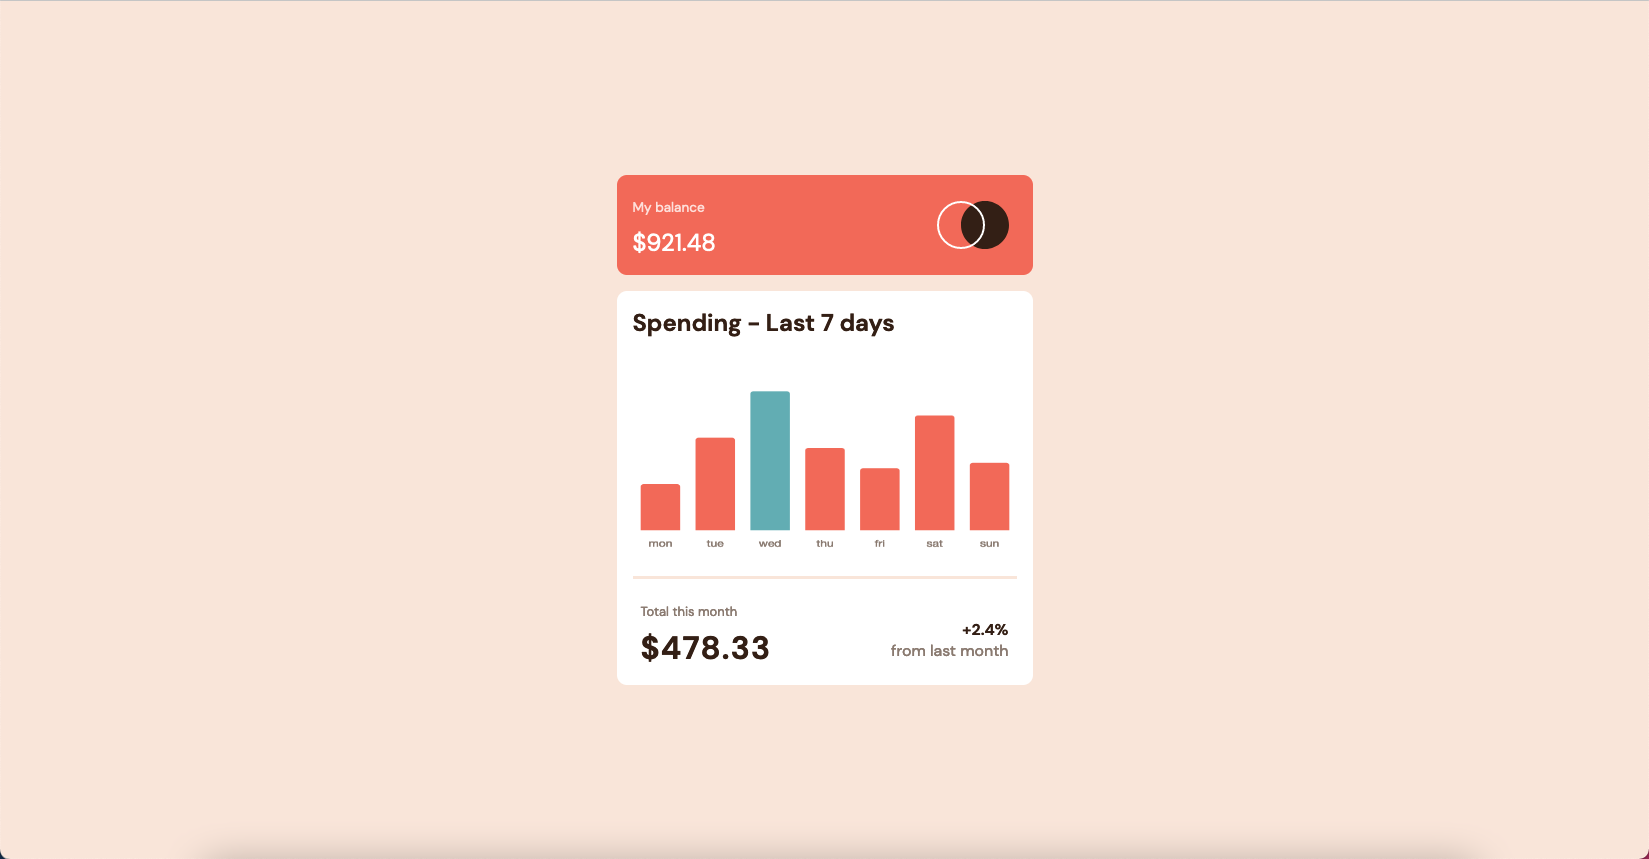 My balance
$921.48
Spending - Last 7 days
mon tue wed thu fri sat sun
Total this month
$478.33
+2.4%
from last month